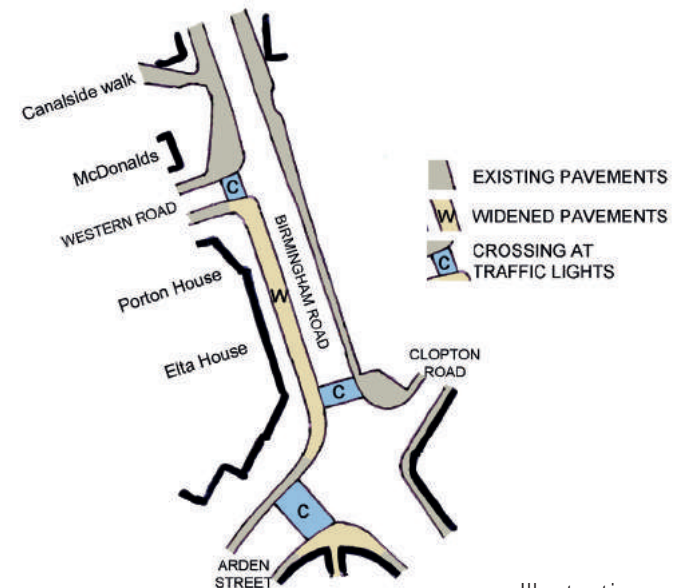 Canalside walk
McDonalds
C
WESTERN ROAD
BIRMINGHAM ROAD
Porton House
W
Elta House
C
CLOPTON
ROAD
C
ARDEN
STREET
EXISTING PAVEMENTS
W WIDENED PAVEMENTS
C CROSSING AT
TRAFFIC LIGHTS